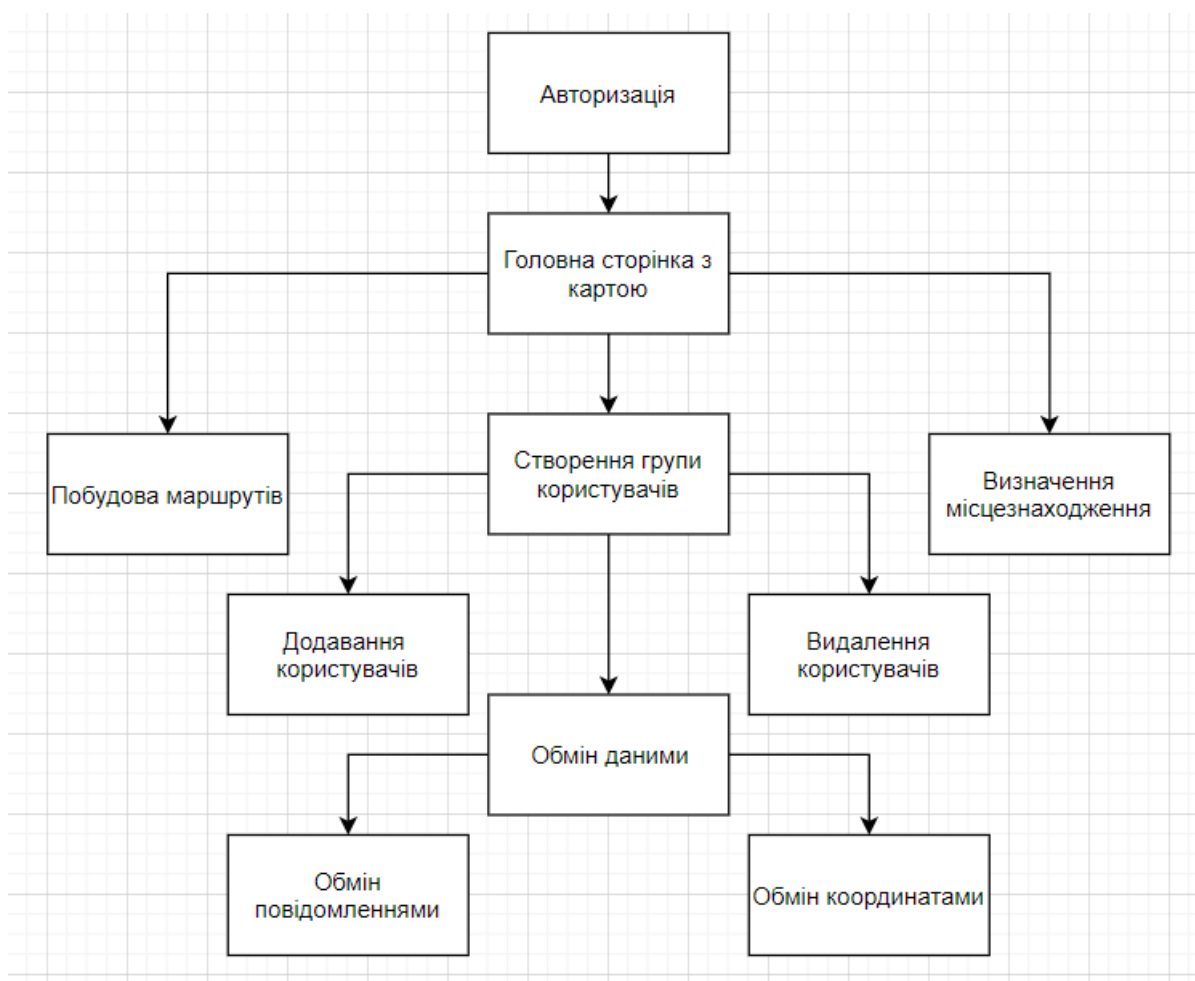 Авторизація
Головна сторінка з
картою
Побудова маршрутів
Створення групи
користувачів
Визначення
місцезнаходження
Додавання
користувачів
Видалення
користувачів
Обмін даними
Обмін
повідомленнями
Обмін координатами